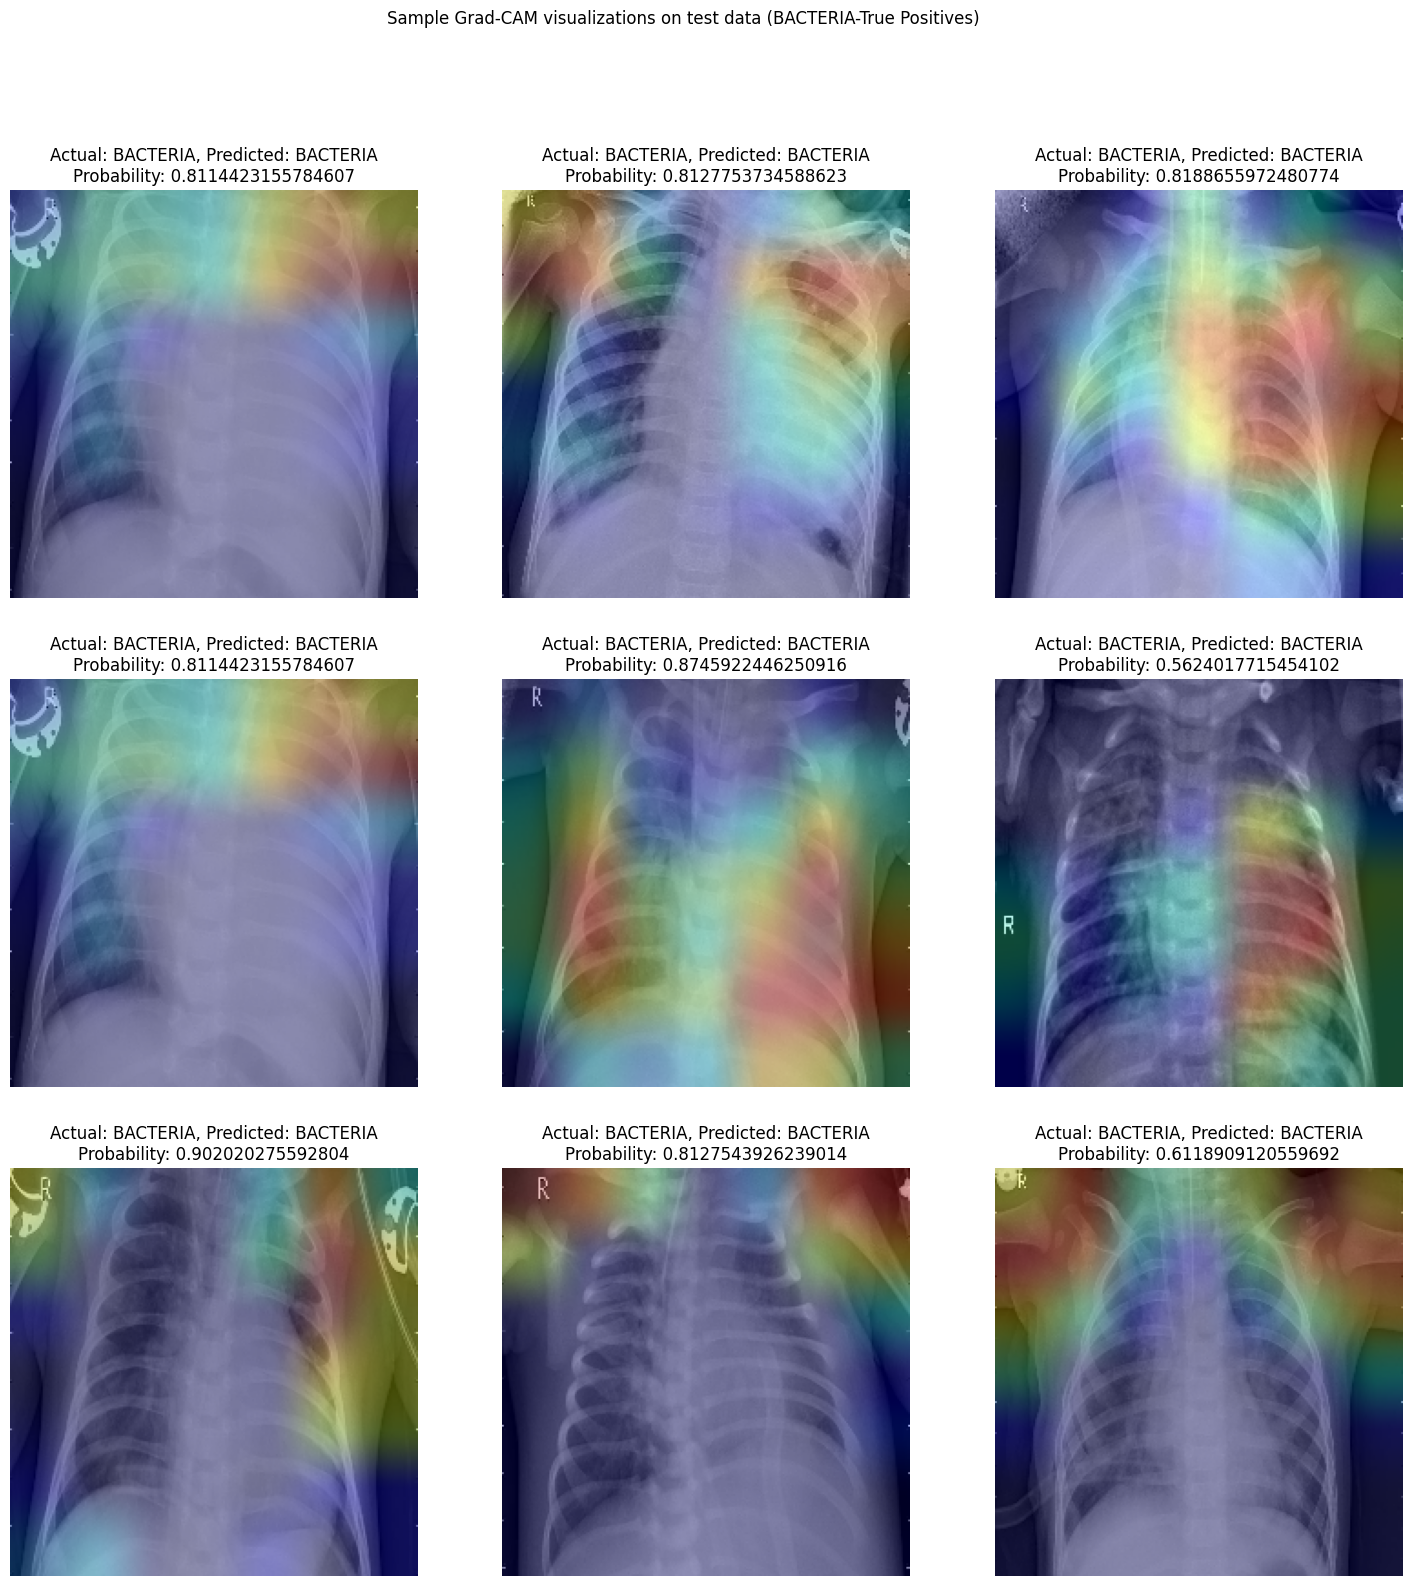 Sample Grad-CAM visualizations on test data (BACTERIA-True Positives)
Actual: BACTERIA, Predicted: BACTERIA
Probability: 0.8114423155784607
Actual: BACTERIA, Predicted: BACTERIA
Probability: 0.8127753734588623
Actual: BACTERIA, Predicted: BACTERIA
Probability: 0.8188655972480774
R
R
R
Actual: BACTERIA, Predicted: BACTERIA
Probability: 0.8114423155784607
Actual: BACTERIA, Predicted: BACTERIA
Probability: 0.8745922446250916
Actual: BACTERIA, Predicted: BACTERIA
Probability: 0.5624017715454102
R
R
R
Actual: BACTERIA, Predicted: BACTERIA
Probability: 0.902020275592804
Actual: BACTERIA, Predicted: BACTERIA
Probability: 0.8127543926239014
Actual: BACTERIA, Predicted: BACTERIA
Probability: 0.6118909120559692
R
R
R